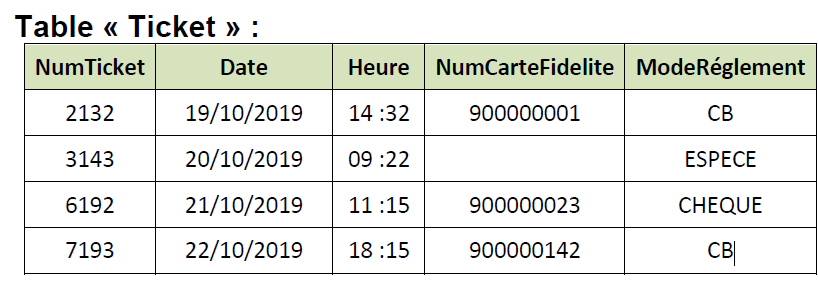 Table « Ticket » :
NumTicket Date Heure NumCarteFidelite ModeRéglement
2132 19/10/2019 14 :32 900000001 CB
3143 20/10/2019 09 :22 ESPECE
6192 21/10/2019 11 :15 900000023 CHEQUE
7193 22/10/2019 18 :15 900000142 CB